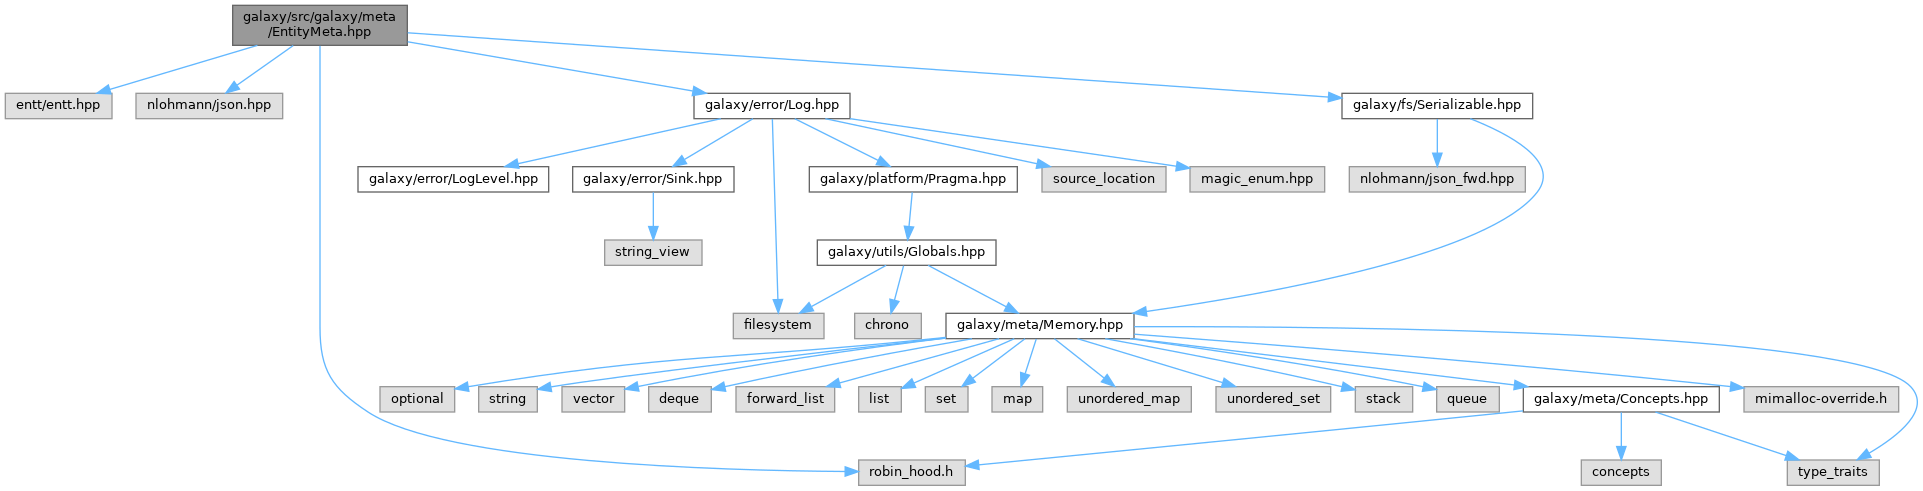 galaxy/src/galaxy/meta
/EntityMeta.hpp
entt/entt.hpp
nlohmann/json.hpp
galaxy/error/Log.hpp
galaxy/fs/Serializable.hpp
galaxy/error/LogLevel.hpp
galaxy/error/Sink.hpp
galaxy/platform/Pragma.hpp
source_location
magic_enum.hpp
nlohmann/json_fwd.hpp
string_view
galaxy/utils/Globals.hpp
filesystem
chrono
galaxy/meta/Memory.hpp
optional
string
vector
deque
forward_list
list
set
map
unordered_map
unordered_set
stack
queue
galaxy/meta/Concepts.hpp
mimalloc-override.h
robin_hood.h
concepts
type_traits